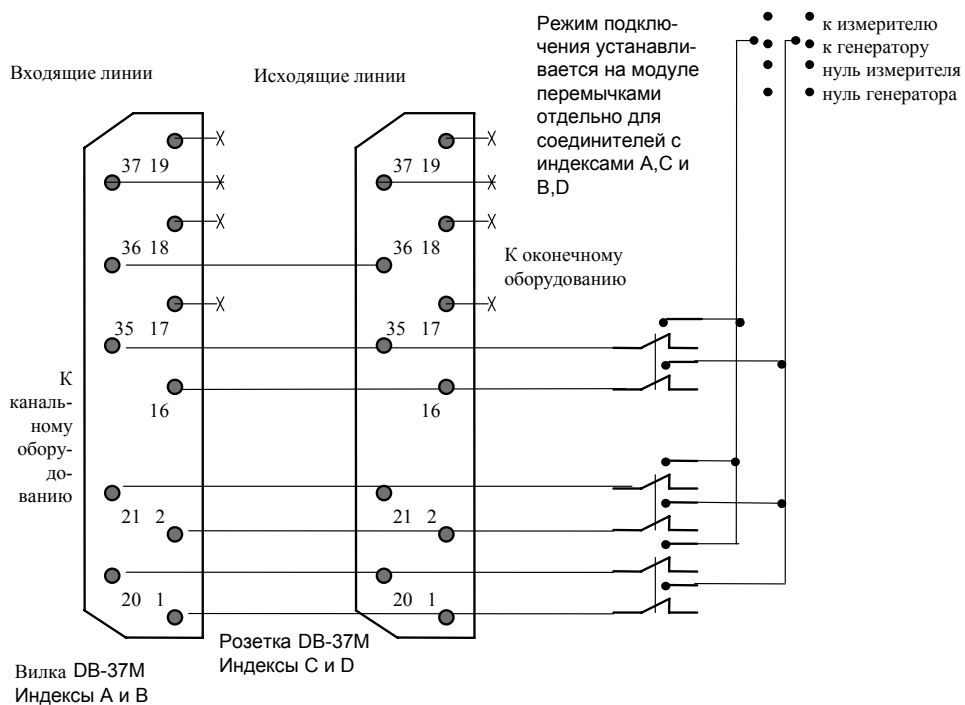 Режим подклю-
чения устанавли-
вается на модуле
перемычками
отдельно для
соединителей с
индексами А,С и
B,D
к измерителю
к генератору
нуль измерителя
нуль генератора
Входящие линии
Исходящие линии
37 19
37 19
36 18
36 18
К оконечному
оборудованию
35 17
35 17
К
каналь-
ному
обору-
до-
ванию
16
16
21 2
21 2
20 1
20 1
Розетка DB-37М
Индексы C и D
Вилка DB-37М
Индексы А и В